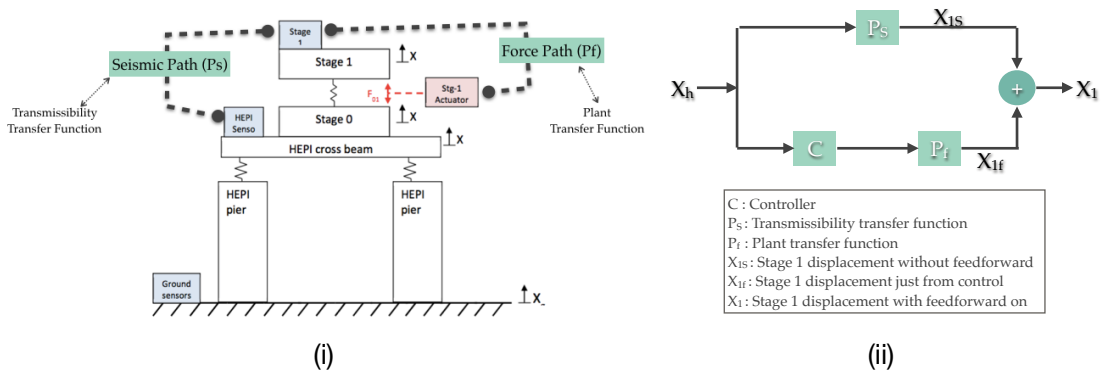 Stage
1
Seismic Path (Ps)
Force Path (Pf)
X
Stage 1
Transmissibility
Transfer Function
F01
Stg-1
Actuator
Plant
Transfer Function
HEPI
Senso
Stage 0
X
HEPI cross beam
X
HEPI
pier
HEPI
pier
Ground
sensors
X_
(i)
PS
X1S
Xh
+
X1
C
Pf
X1f
C : Controller
PS : Transmissibility transfer function
Pf : Plant transfer function
X1S : Stage 1 displacement without feedforward
X1f : Stage 1 displacement just from control
X1 : Stage 1 displacement with feedforward on
(ii)